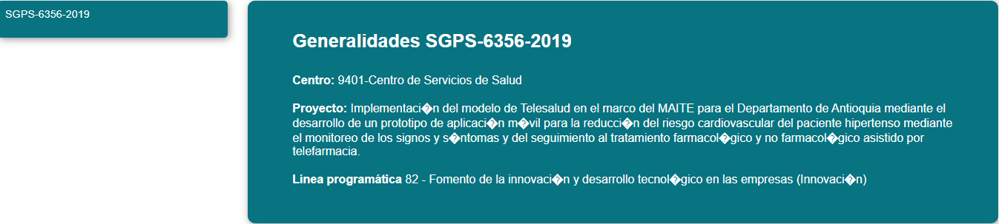 SGPS-6356-2019
Generalidades SGPS-6356-2019
Centro: 9401-Centro de Servicios de Salud
Proyecto: Implementaci�n del modelo de Telesalud en el marco del MAITE para el Departamento de Antioquia mediante el
desarrollo de un prototipo de aplicaci�n m�vil para la reducci�n del riesgo cardiovascular del paciente hipertenso mediante
el monitoreo de los signos y s�ntomas y del seguimiento al tratamiento farmacol�gico y no farmacol�gico asistido por
telefarmacia.
Línea programática 82 - Fomento de la innovaci�n y desarrollo tecnol�gico en las empresas (Innovaci�n)